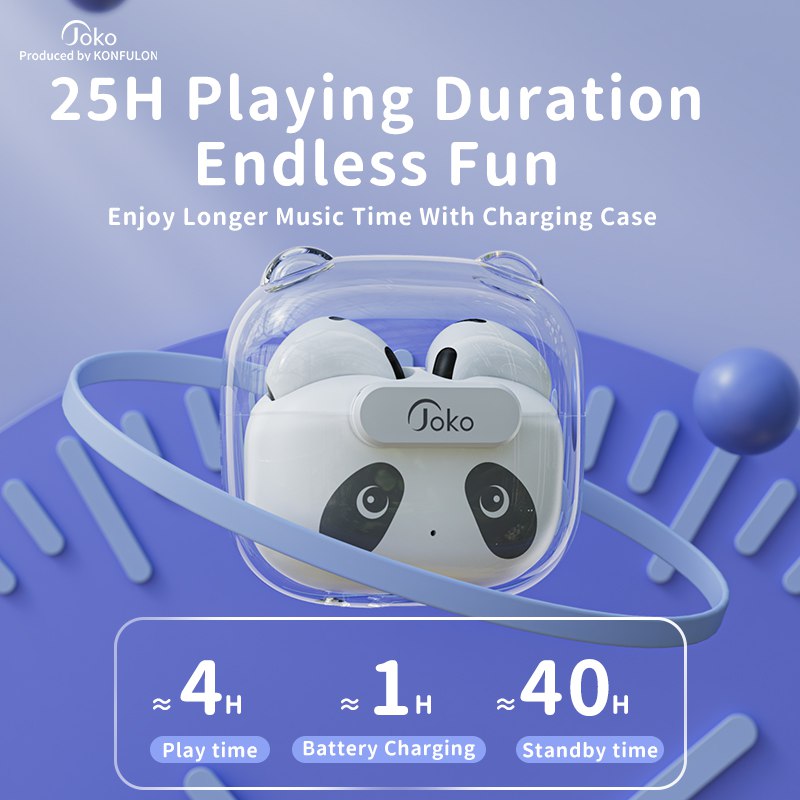 Joko
Produced by KONFULON
25H Playing Duration
Endless Fun
Enjoy Longer Music Time With Charging Case
Joko
≈4H ≈1H ≈40H
Play time Battery Charging Standby time